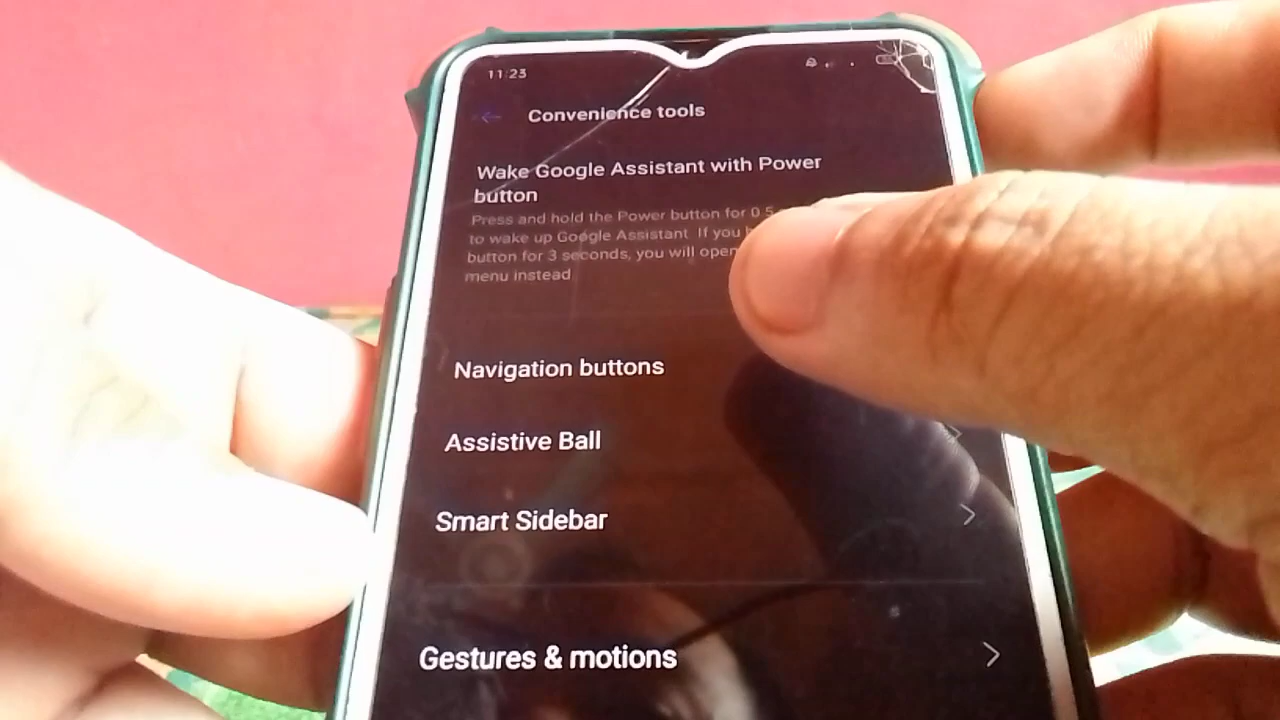 11:23
Convenience tools
Wake Google Assistant with Power
button
Press and hold the Power button for 0.5
to wake up Google Assistant. If you
button for 3 seconds, you will open
menu instead.
Navigation buttons
Assistive Ball
Smart Sidebar
Gestures & motions